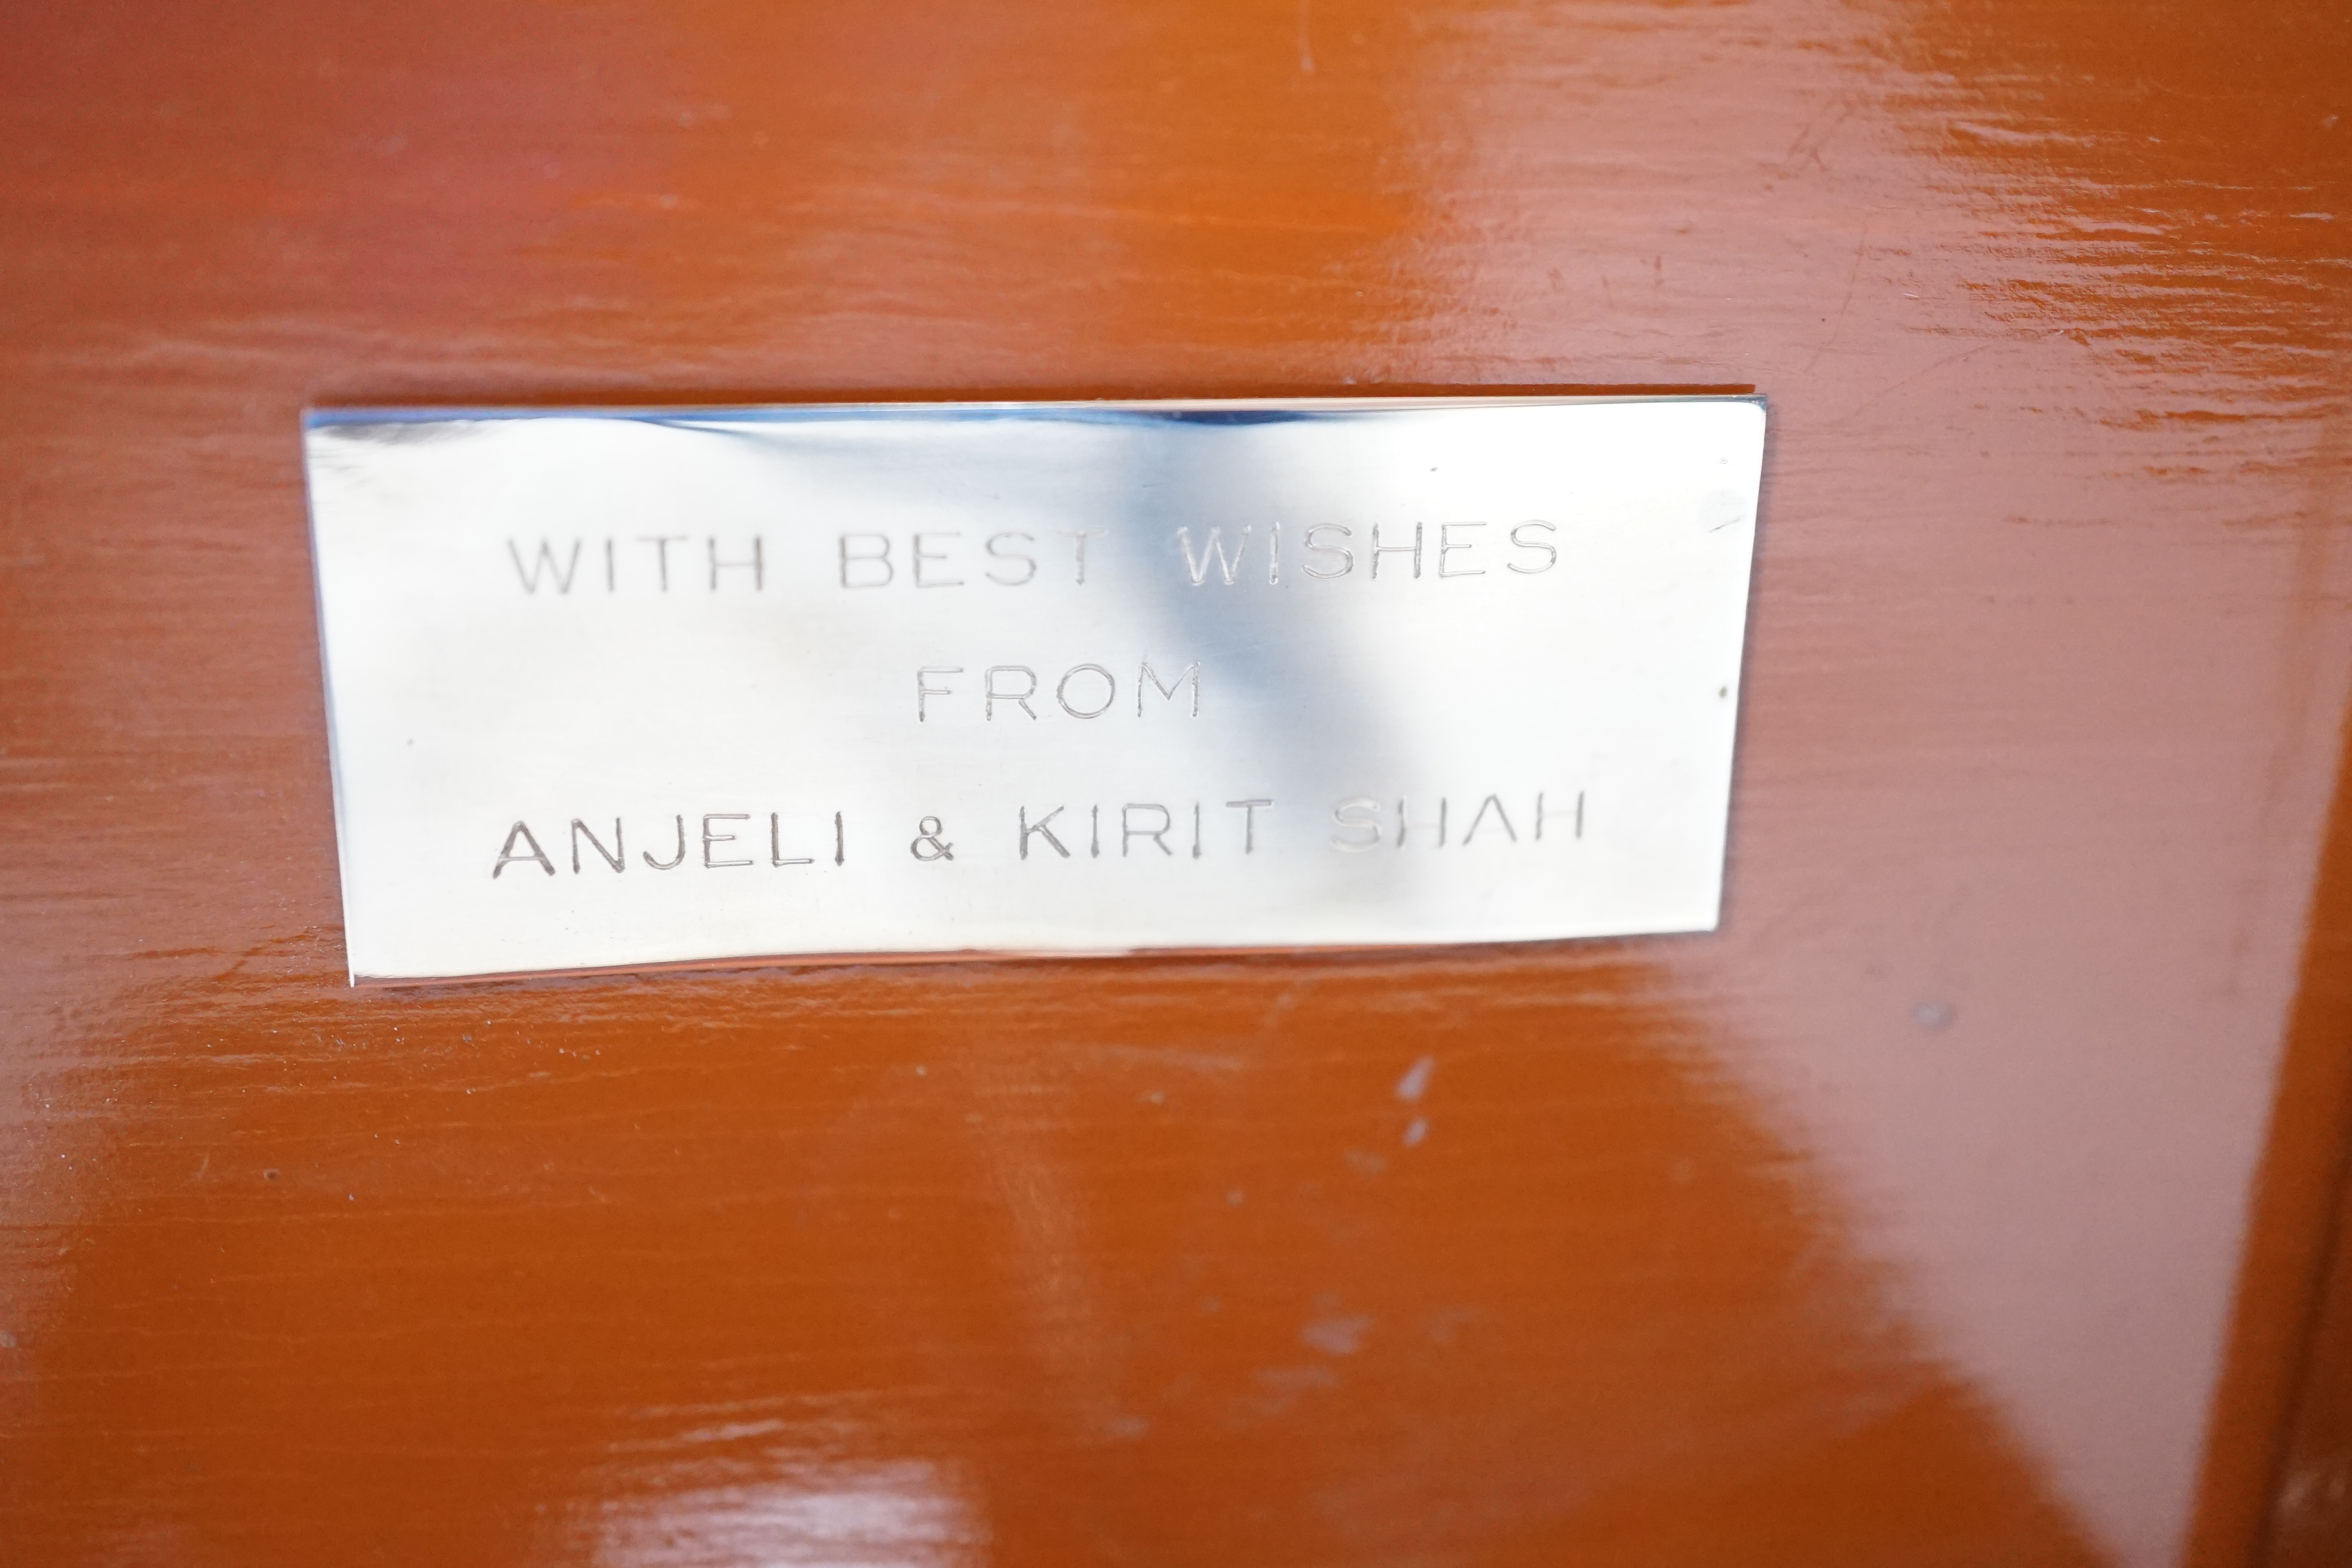 WITH BEST WISHES
FROM
ANJELI & KIRIT SHAH